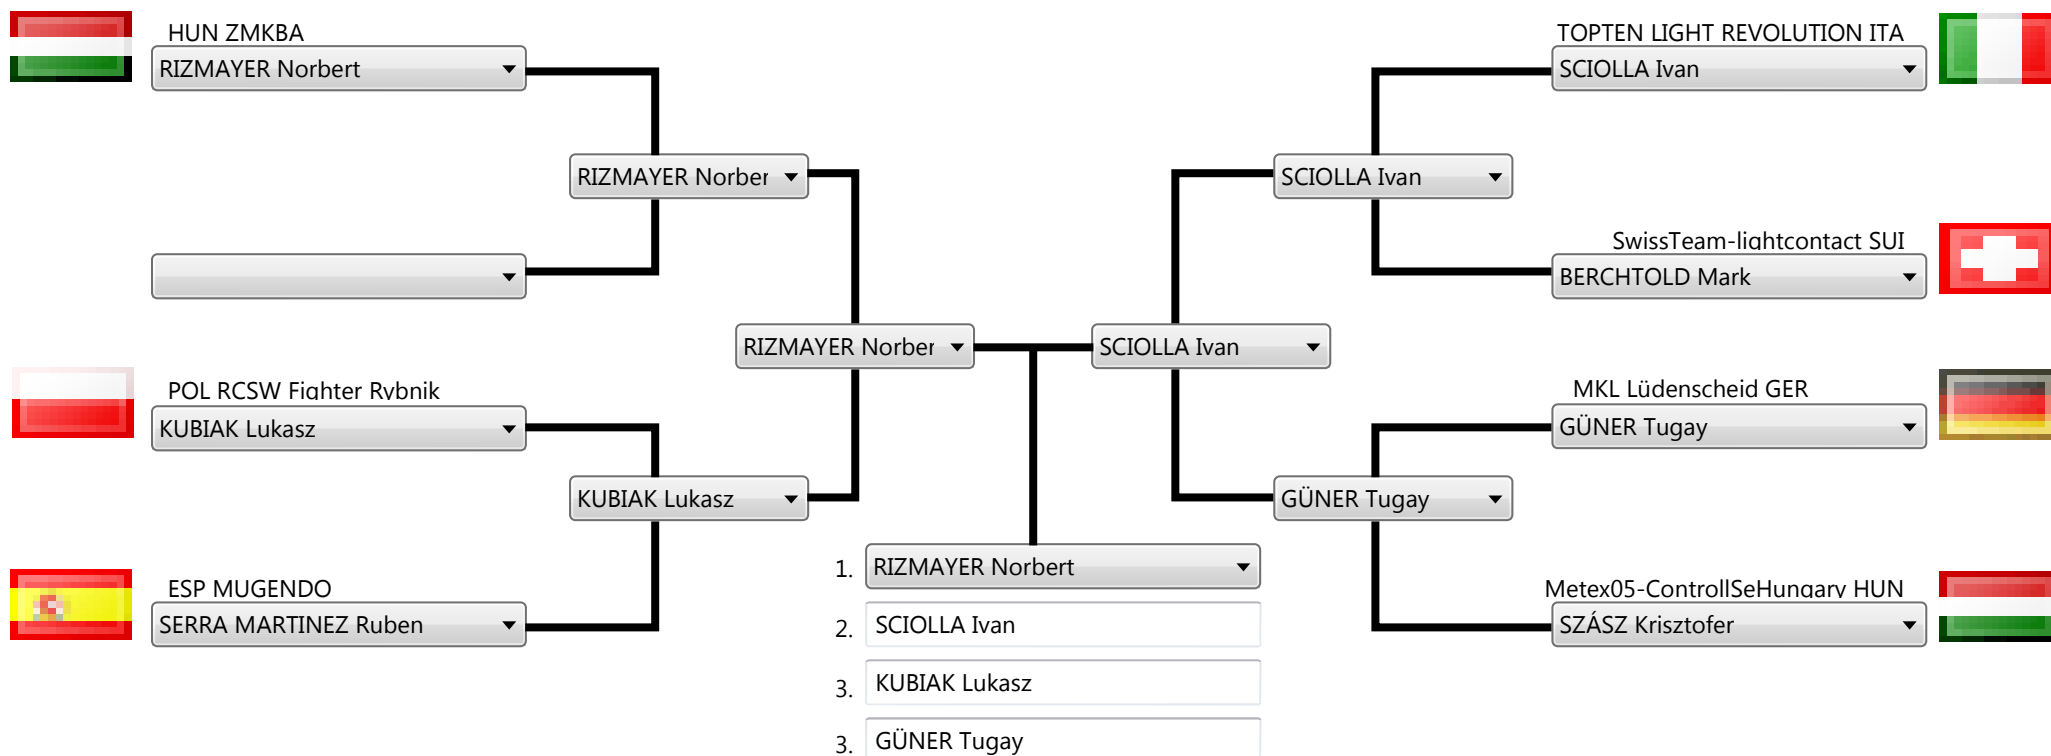 HUN ZMKBA
RIZMAYER Norbert
TOPTEN LIGHT REVOLUTION ITA
SCIOLLA Ivan
RIZMAYER Norber
SCIOLLA Ivan
SwissTeam-lightcontact SUI
BERCHTOLD Mark
RIZMAYER Norber
SCIOLLA Ivan
POL RCSW Fighter Rybnik
KUBIAK Lukasz
MKL Lüdenscheid GER
GÜNER Tugay
KUBIAK Lukasz
GÜNER Tugay
ESP MUGENDO
SERRA MARTINEZ Ruben
Metex05-ControllSeHungary HUN
SZÁSZ Krisztofer
1. RIZMAYER Norbert
2. SCIOLLA Ivan
3. KUBIAK Lukasz
3. GÜNER Tugay